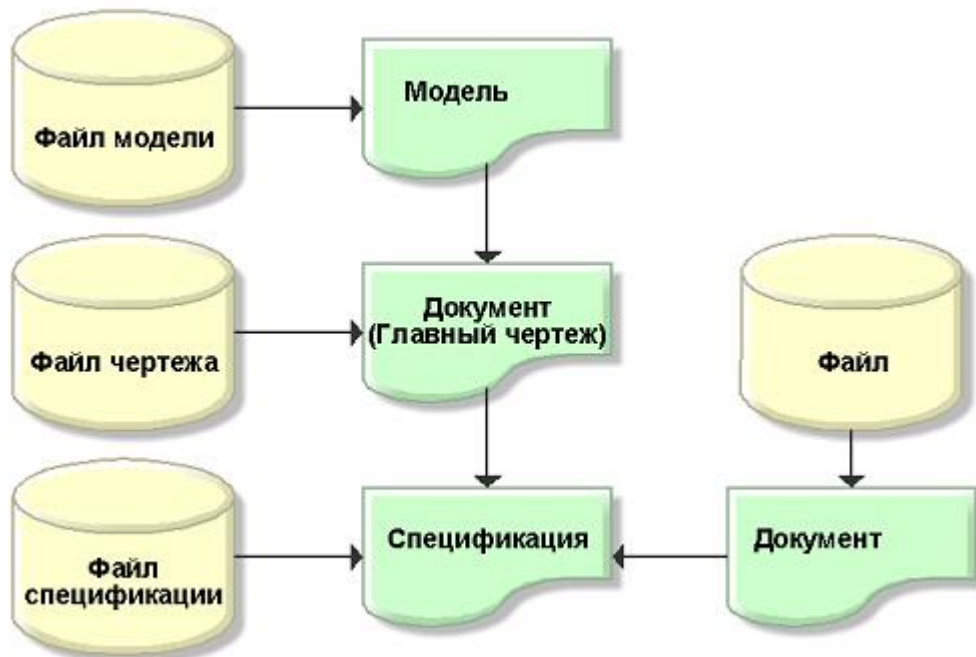 Файл модели
Модель
Файл чертежа
Документ
(Главный чертеж)
Файл
Файл
спецификации
Спецификация
Документ